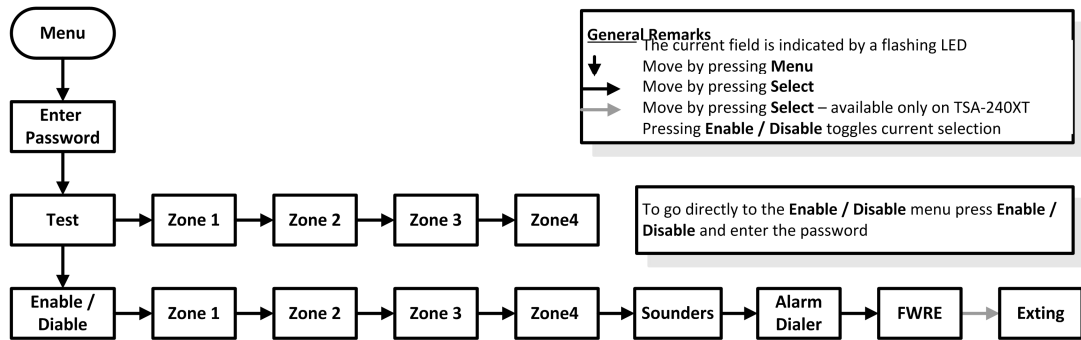 Menu
General Remarks
The current field is indicated by a flashing LED
Move by pressing Menu
Move by pressing Select
Move by pressing Select – available only on TSA-240XT
Pressing Enable / Disable toggles current selection
Enter
Password
Test
Zone 1
Zone 2
Zone 3
Zone4
To go directly to the Enable / Disable menu press Enable /
Disable and enter the password
Enable /
Diable
Zone 1
Zone 2
Zone 3
Zone4
Sounders
Alarm
Dialer
FWRE
Exting